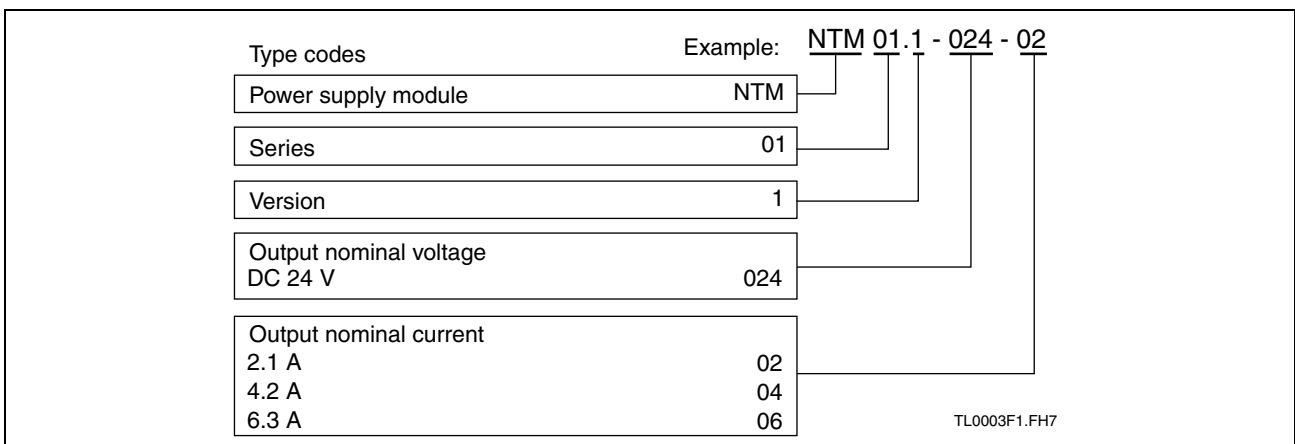 Type codes Example: NTM 01.1 - 024 - 02
Power supply module NTM
Series 01
Version 1
Output nominal voltage
DC 24 V 024
Output nominal current
2.1 A 02
4.2 A 04
6.3 A 06
TL0003F1.FH7